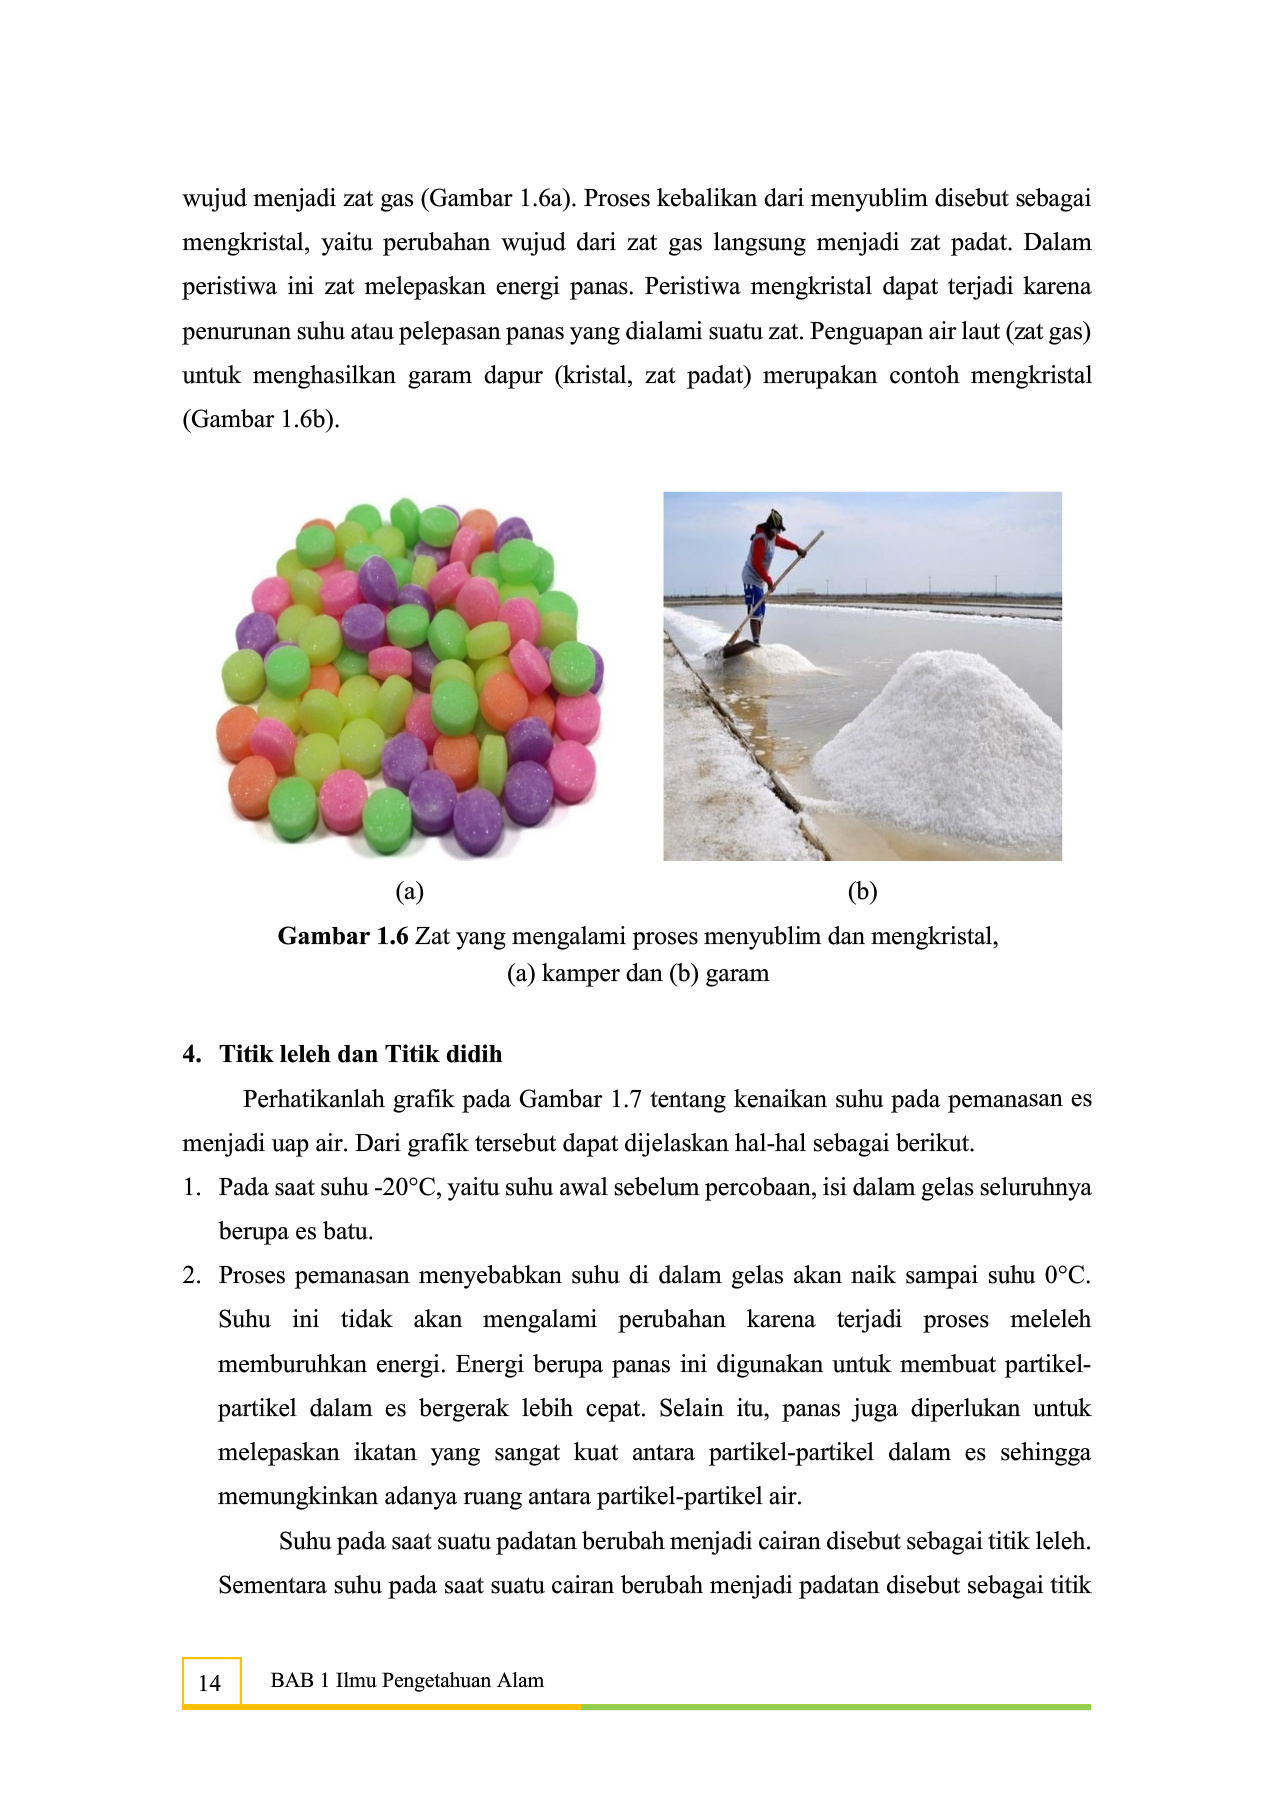 wujud menjadi zat gas (Gambar 1.6a). Proses kebalikan dari menyublim disebut sebagai
mengkristal, yaitu perubahan wujud dari zat gas langsung menjadi zat padat. Dalam
peristiwa ini zat melepaskan energi panas. Peristiwa mengkristal dapat terjadi karena
penurunan suhu atau pelepasan panas yang dialami suatu zat. Penguapan air laut (zat gas)
untuk menghasilkan garam dapur (kristal, zat padat) merupakan contoh mengkristal
(Gambar 1.6b).
(a) (b)
Gambar 1.6 Zat yang mengalami proses menyublim dan mengkristal,
(a) kamper dan (b) garam
4. Titik leleh dan Titik didih
Perhatikanlah grafik pada Gambar 1.7 tentang kenaikan suhu pada pemanasan es
menjadi uap air. Dari grafik tersebut dapat dijelaskan hal-hal sebagai berikut.
1. Pada saat suhu -20°C, yaitu suhu awal sebelum percobaan, isi dalam gelas seluruhnya
berupa es batu.
2. Proses pemanasan menyebabkan suhu di dalam gelas akan naik sampai suhu 0°C.
Suhu ini tidak akan mengalami perubahan karena terjadi proses meleleh
memburuhkan energi. Energi berupa panas ini digunakan untuk membuat partikel-
partikel dalam es bergerak lebih cepat. Selain itu, panas juga diperlukan untuk
melepaskan ikatan yang sangat kuat antara partikel-partikel dalam es sehingga
memungkinkan adanya ruang antara partikel-partikel air.
Suhu pada saat suatu padatan berubah menjadi cairan disebut sebagai titik leleh.
Sementara suhu pada saat suatu cairan berubah menjadi padatan disebut sebagai titik
14 BAB 1 Ilmu Pengetahuan Alam